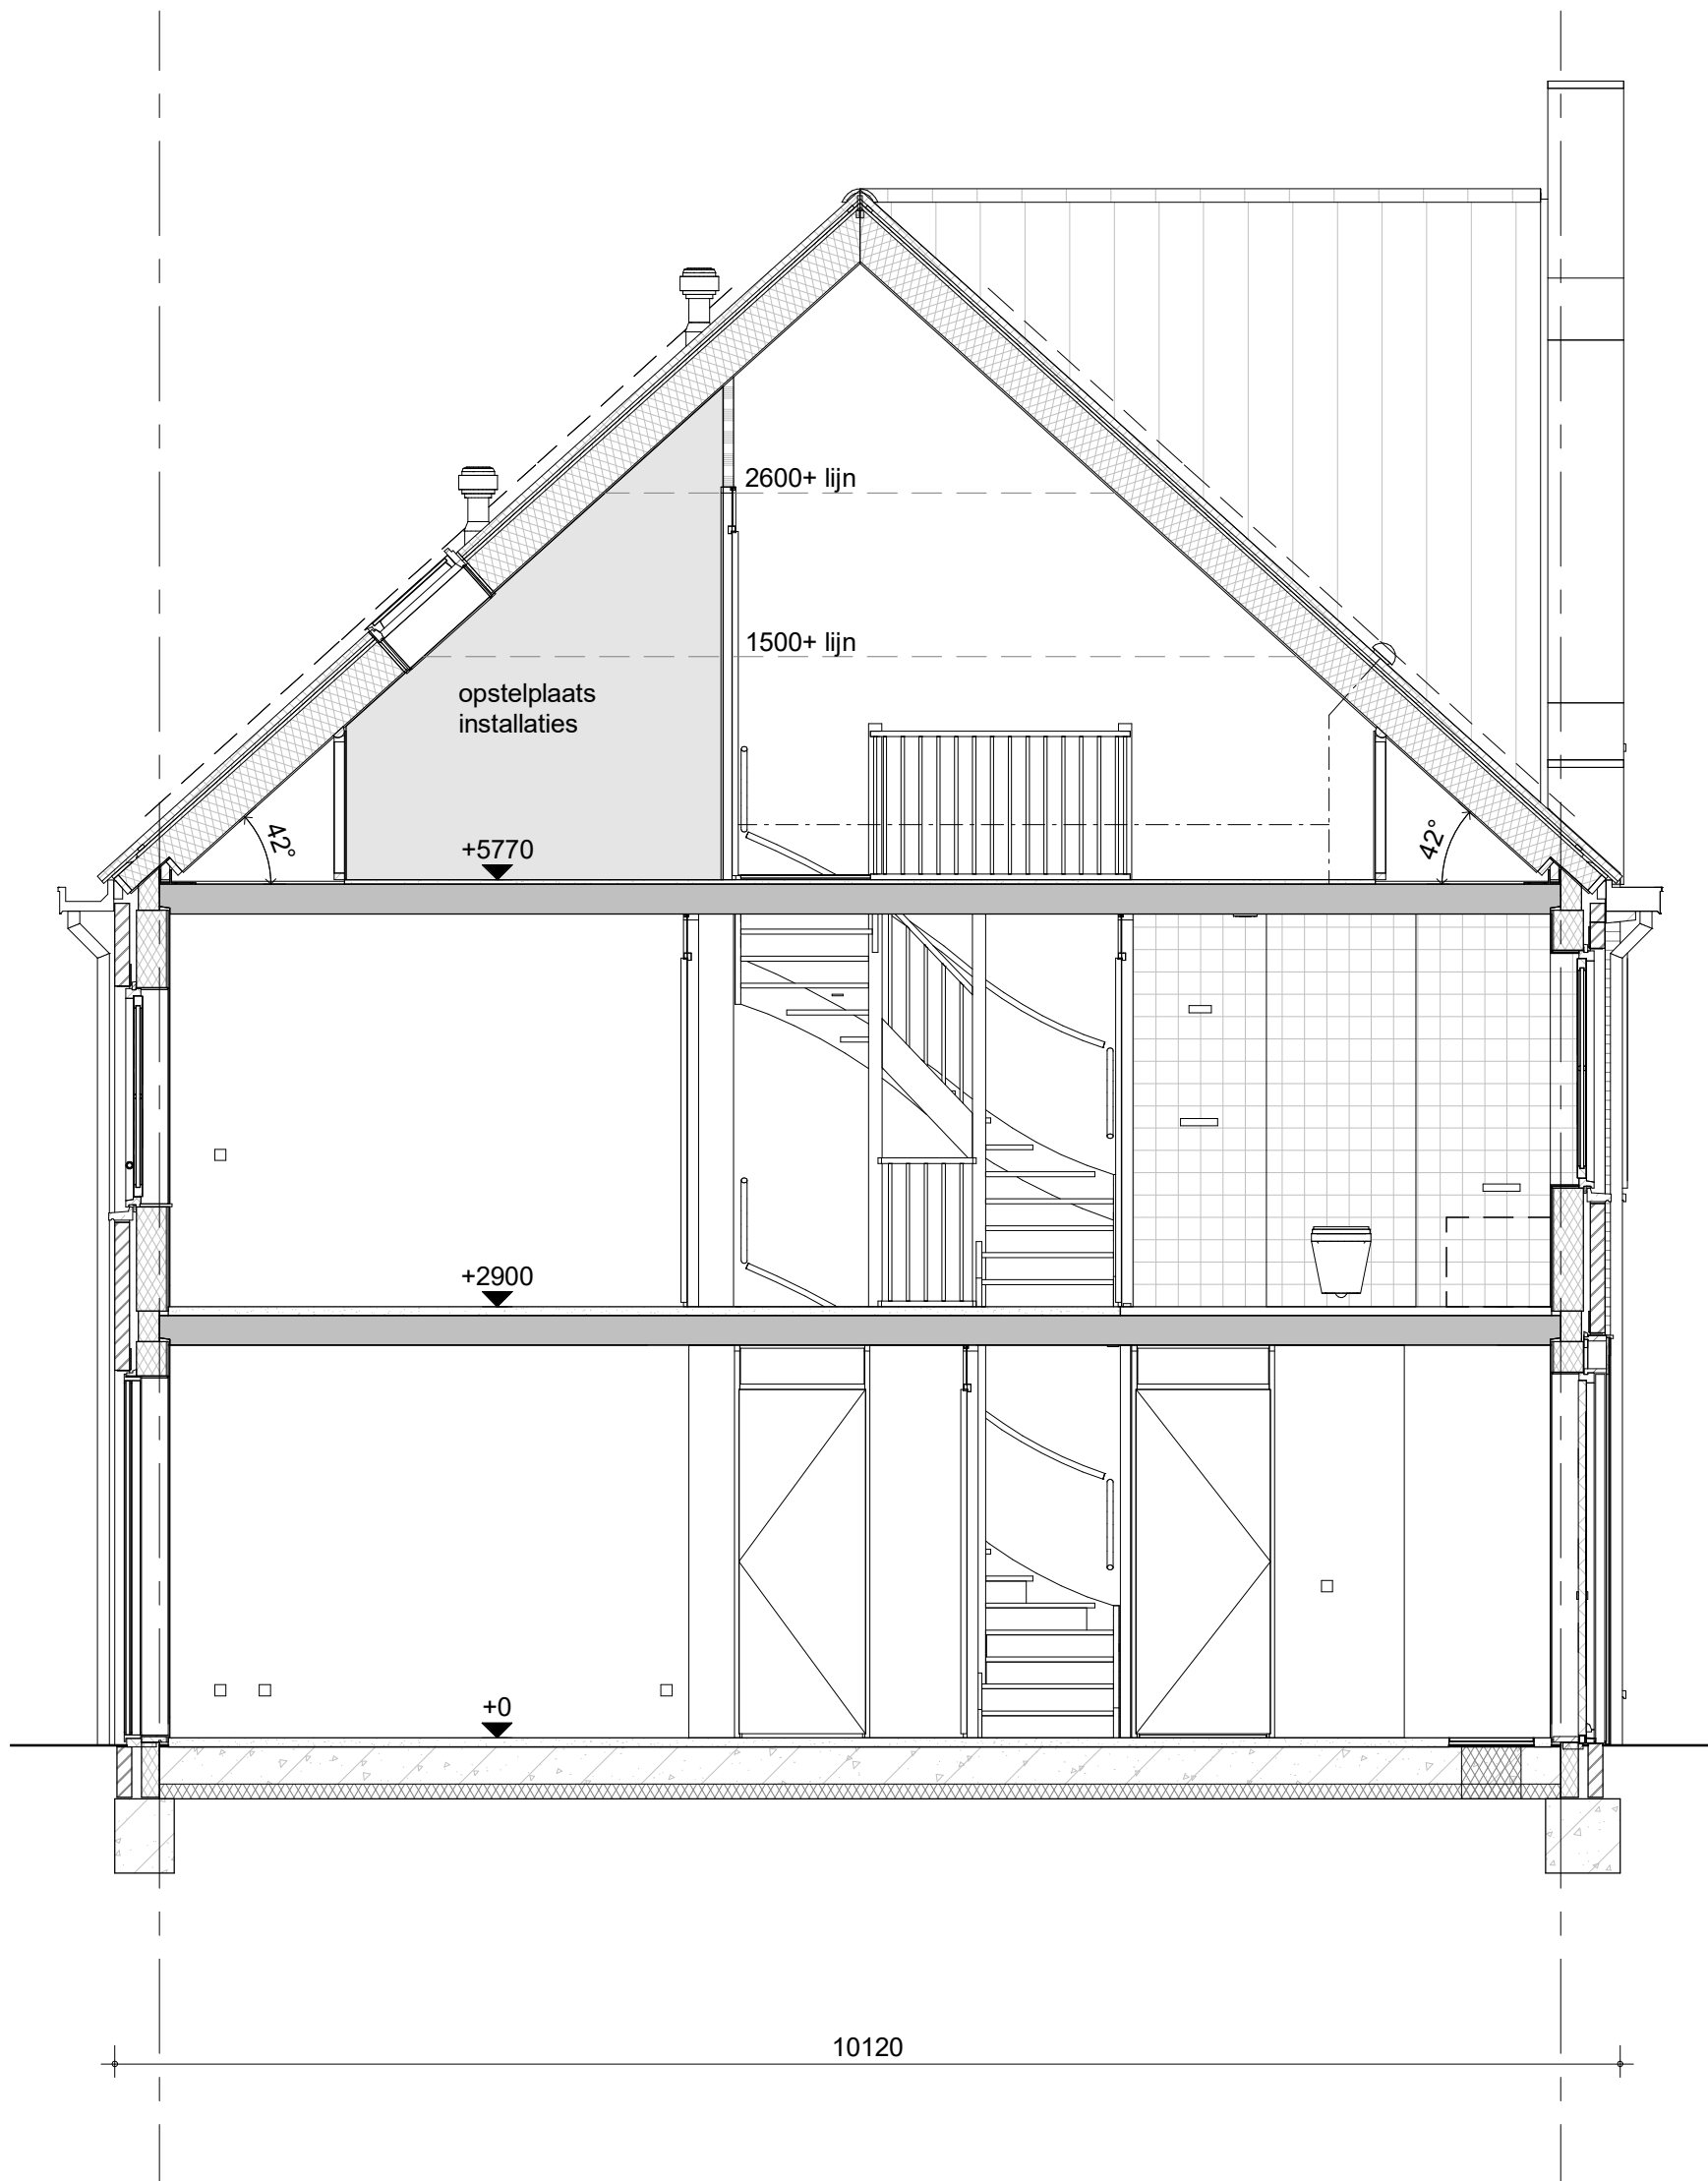 2600+ lijn
1500+ lijn
opstelplaats
installaties
42°
42°
+5770
+2900
+0
10120